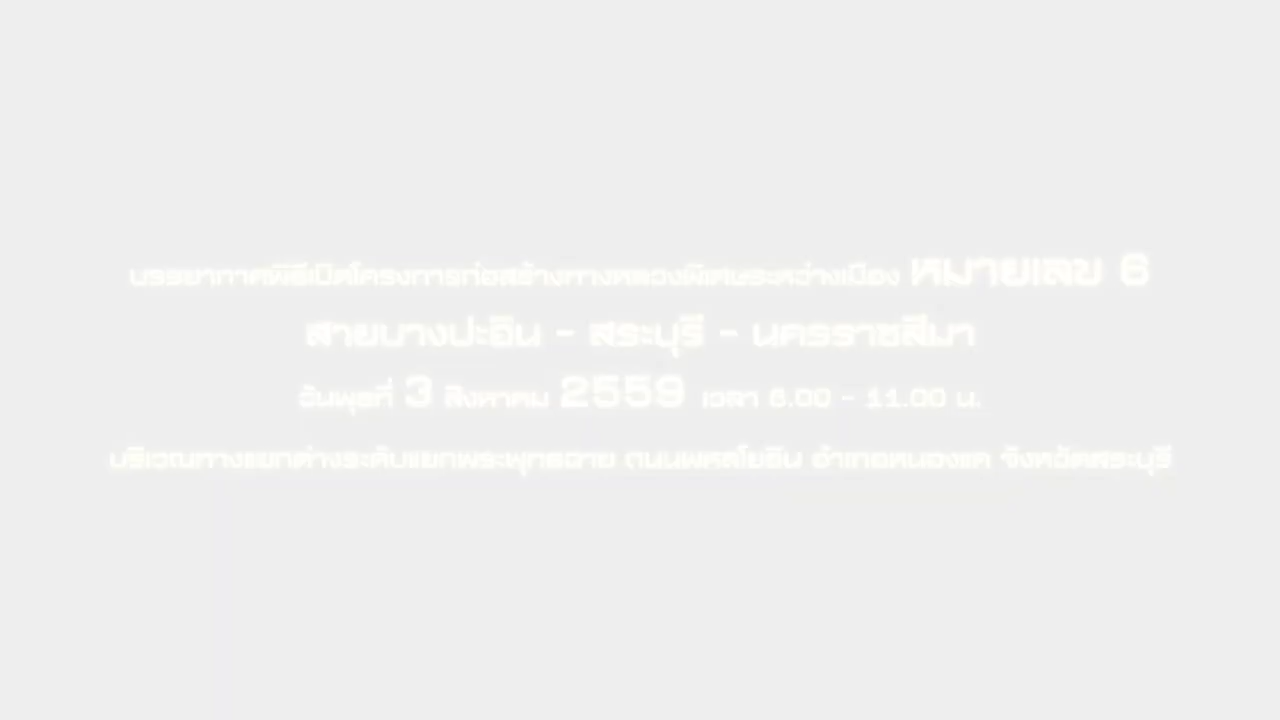 บรรยากาศพิธีเปิดโครงการก่อสร้างทางหลวงพิเศษระหว่างเมือง หมายเลข 6
สายบางปะอิน - สระบุรี - นครราชสีมา
วันพุธที่ 3 สิงหาคม 2559 เวลา 6.00 - 11.00 น.
บริเวณทางแยกต่างระดับแยกพระพุทธฉาย ถนนพหลโยธิน อำเภอหนองแค จังหวัดสระบุรี